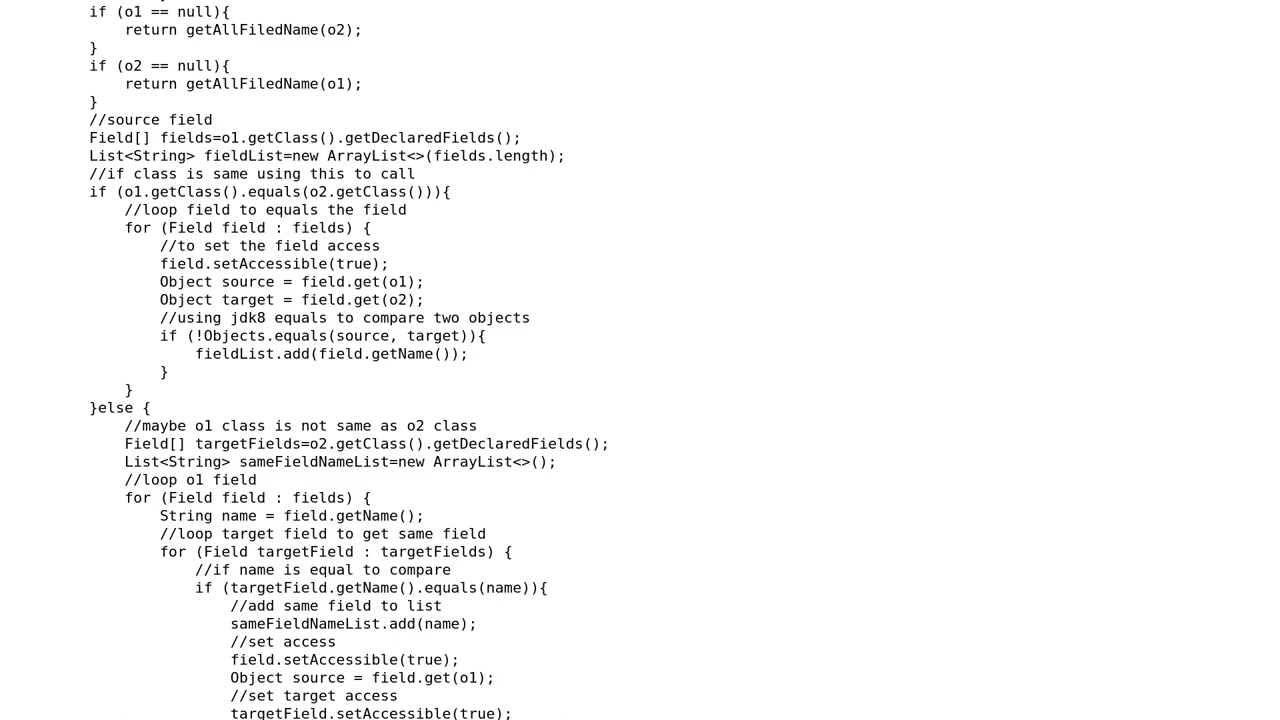 if (o1 == null){
return getAllFiledName(o2);
}
if (o2 == null){
return getAllFiledName(o1);
}
//source field
Field[] fields=o1.getClass().getDeclaredFields();
List<String> fieldList=new ArrayList<>(fields.length);
//if class is same using this to call
if (o1.getClass().equals(o2.getClass())){
//loop field to equals the field
for (Field field : fields) {
//to set the field access
field.setAccessible(true);
Object source = field.get(o1);
Object target = field.get(o2);
//using jdk8 equals to compare two objects
if (!Objects.equals(source, target)){
fieldList.add(field.getName());
}
}
}else {
//maybe o1 class is not same as o2 class
Field[] targetFields=o2.getClass().getDeclaredFields();
List<String> sameFieldNameList=new ArrayList<>();
//loop o1 field
for (Field field : fields) {
String name = field.getName();
//loop target field to get same field
for (Field targetField : targetFields) {
//if name is equal to compare
if (targetField.getName().equals(name)){
//add same field to list
sameFieldNameList.add(name);
//set access
field.setAccessible(true);
Object source = field.get(o1);
//set target access
targetField.setAccessible(true);